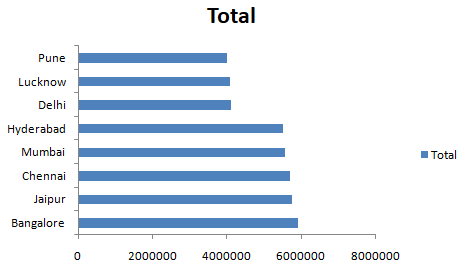 Total
Pune
Lucknow
Delhi
Hyderabad
Mumbai
Chennai
Jaipur
Bangalore
Total
0 2000000 4000000 6000000 8000000